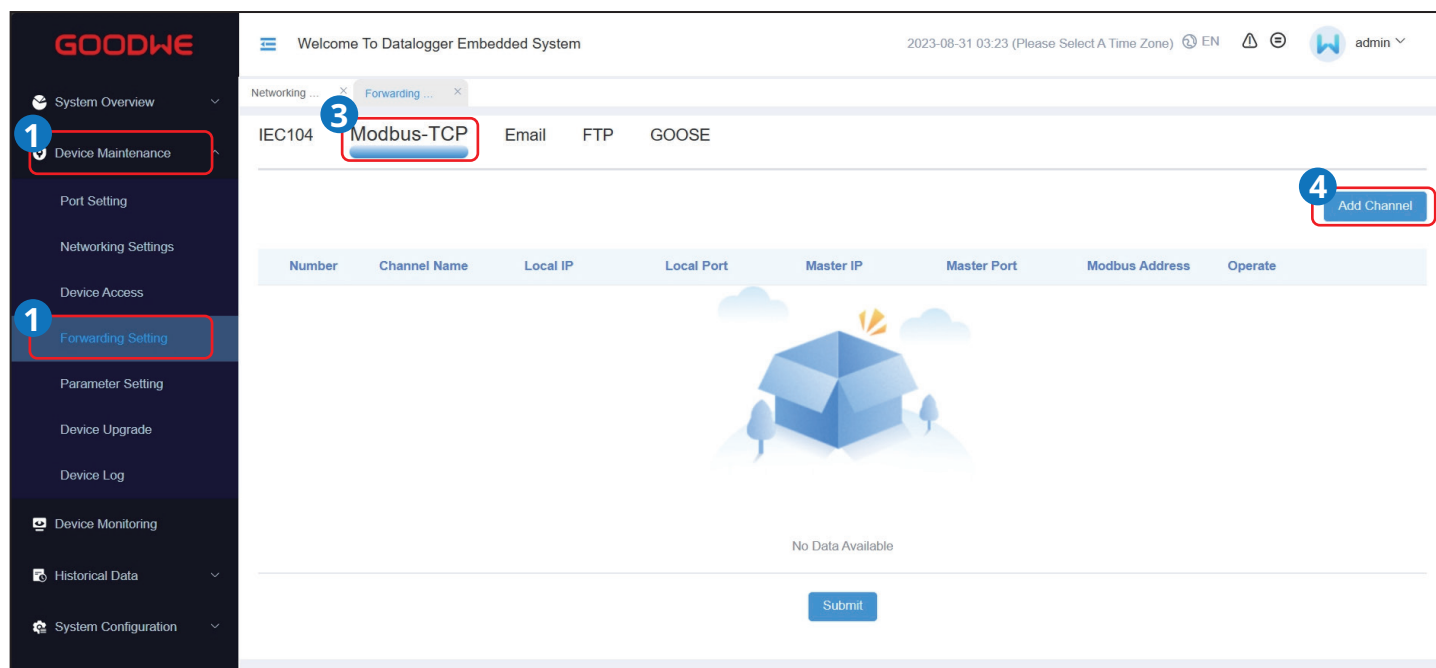 GOODWE
Welcome To Datalogger Embedded System
2023-08-31 03:23 (Please Select A Time Zone) EN
admin
System Overview
1
Device Maintenance
Port Setting
Networking Settings
Device Access
1
Forwarding Setting
Parameter Setting
Device Upgrade
Device Log
Device Monitoring
Historical Data
System Configuration
Networking ...
Forwarding ...
3
IEC104 Modbus-TCP Email FTP GOOSE
4
Add Channel
Number Channel Name Local IP Local Port Master IP Master Port Modbus Address Operate
No Data Available
Submit